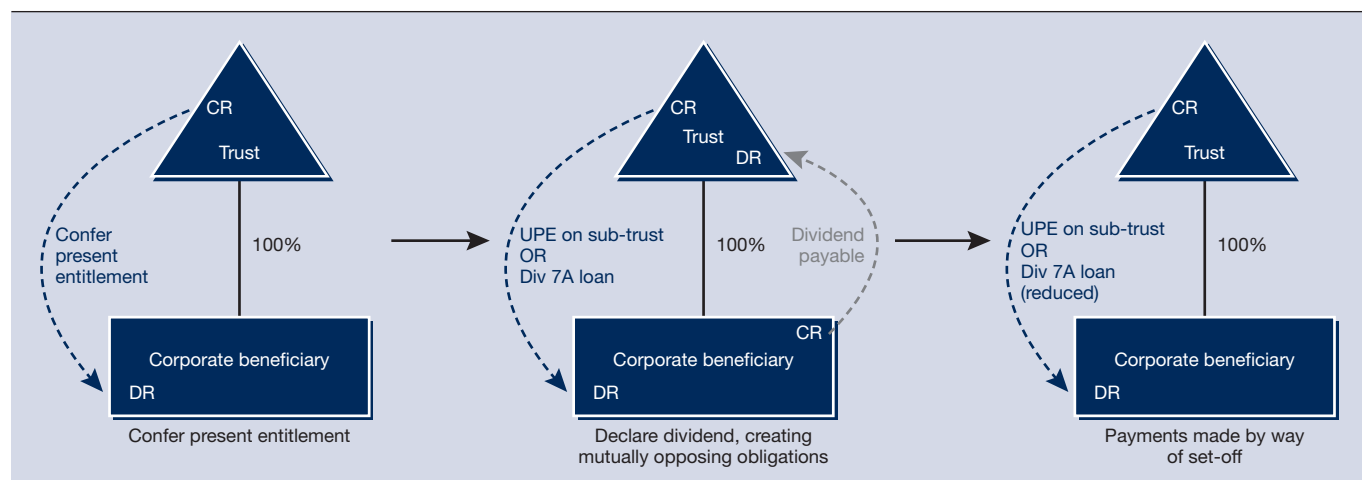 CR
Trust
Confer
present
entitlement
100%
Corporate beneficiary
DR
Confer present entitlement
CR
Trust
DR
UPE on sub-trust
OR
Div 7A loan
100%
Dividend
payable
CR
Corporate beneficiary
DR
Declare dividend, creating
mutually opposing obligations
CR
Trust
UPE on sub-trust
OR
Div 7A loan
(reduced)
100%
Corporate beneficiary
DR
Payments made by way
of set-off